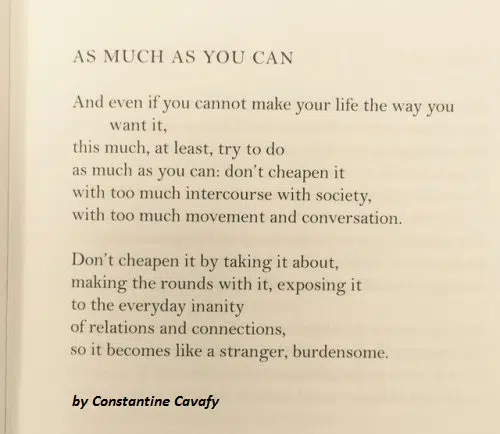 AS MUCH AS YOU CAN
And even if you cannot make your life the way you
want it,
this much, at least, try to do
as much as you can: don't cheapen it
with too much intercourse with society,
with too much movement and conversation.
Don't cheapen it by taking it about,
making the rounds with it, exposing it
to the everyday inanity
of relations and connections,
so it becomes like a stranger, burdensome.
by Constantine Cavafy